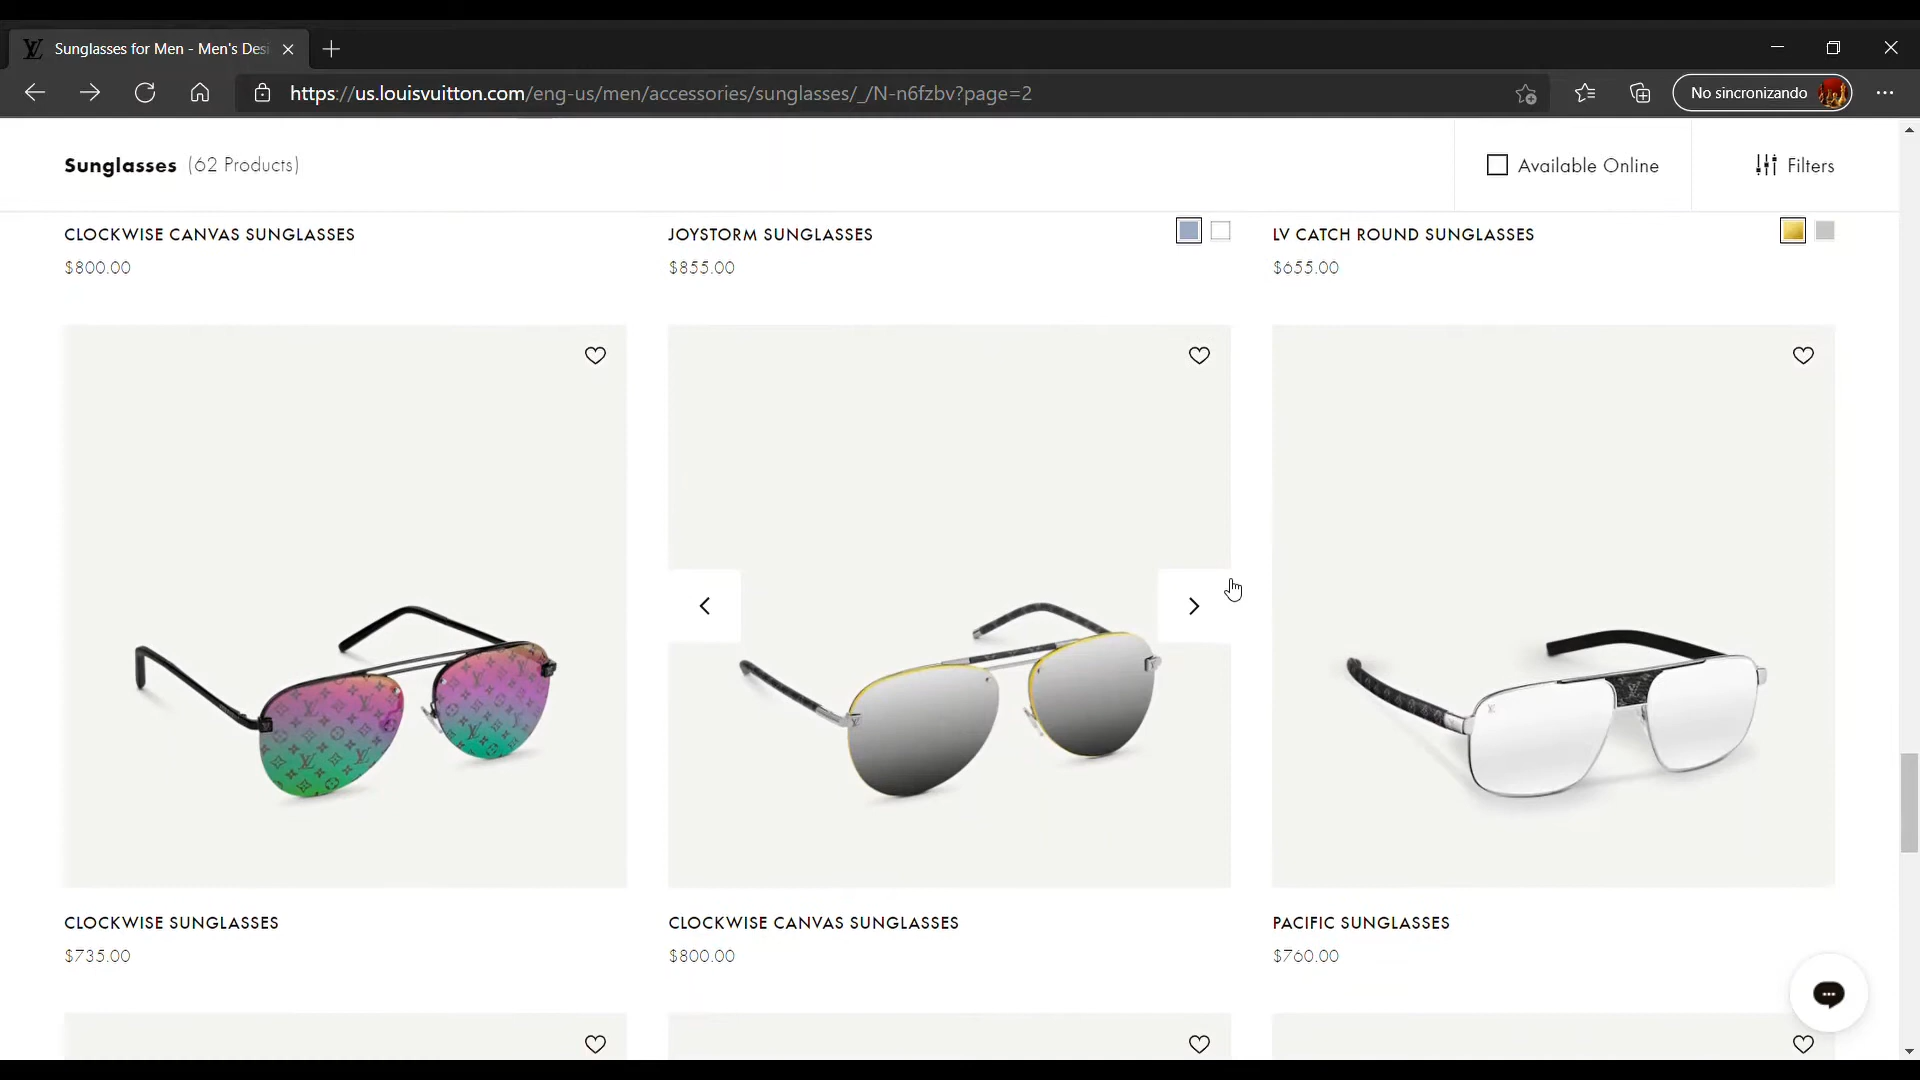 Sunglasses for Men - Men's Desi
https://us.louisvuitton.com/eng-us/men/accessories/sunglasses/_/N-n6fzbv?page=2
No sincronizando
Sunglasses (62 Products)
Available Online
Filters
CLOCKWISE CANVAS SUNGLASSES
$800.00
JOYSTORM SUNGLASSES
$855.00
LV CATCH ROUND SUNGLASSES
$655.00
CLOCKWISE SUNGLASSES
$735.00
CLOCKWISE CANVAS SUNGLASSES
$800.00
PACIFIC SUNGLASSES
$760.00